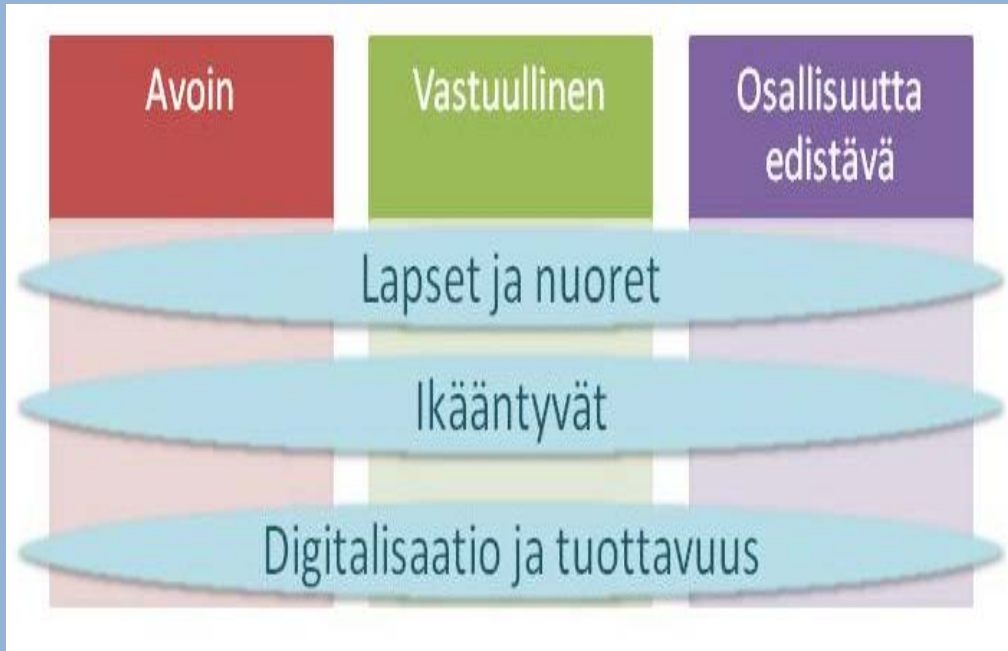 Avoin
Vastuullinen
Osallisuutta
edistävä
Lapset ja nuoret
Ikääntyvät
Digitalisaatio ja tuottavuus